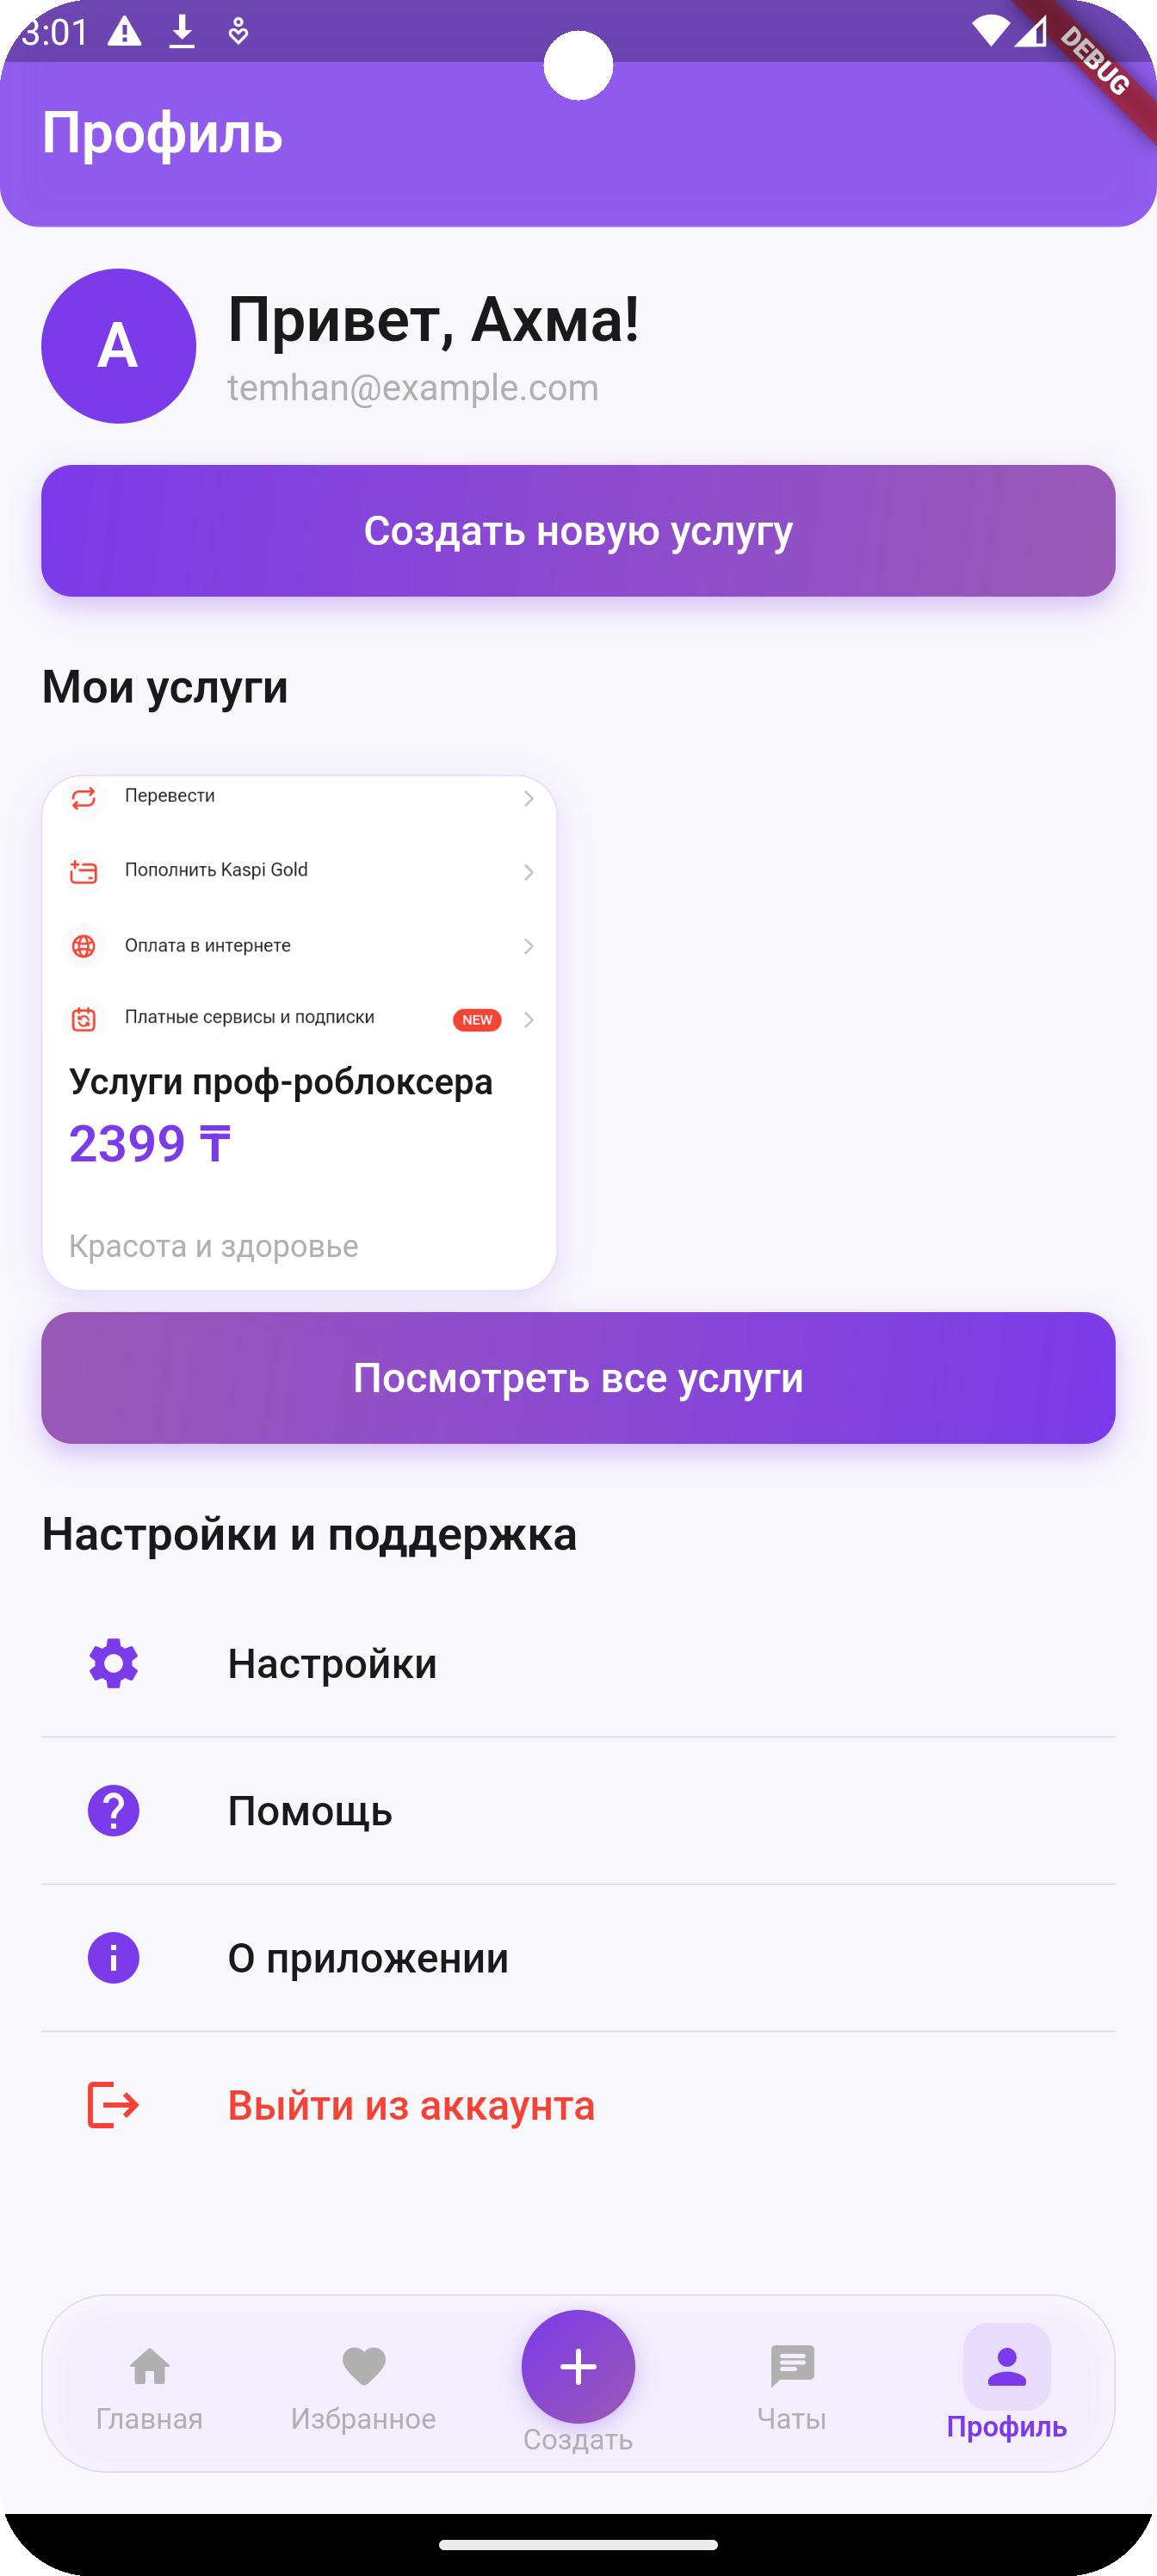 3:01
DEBUG
Профиль
А
Привет, Ахма!
temhan@example.com
Создать новую услугу
Мои услуги
Перевести
Пополнить Kaspi Gold
Оплата в интернете
Платные сервисы и подписки NEW
Услуги проф-роблоксера
2399 ₸
Красота и здоровье
Посмотреть все услуги
Настройки и поддержка
Настройки
Помощь
О приложении
Выйти из аккаунта
Главная
Избранное
Создать
Чаты
Профиль